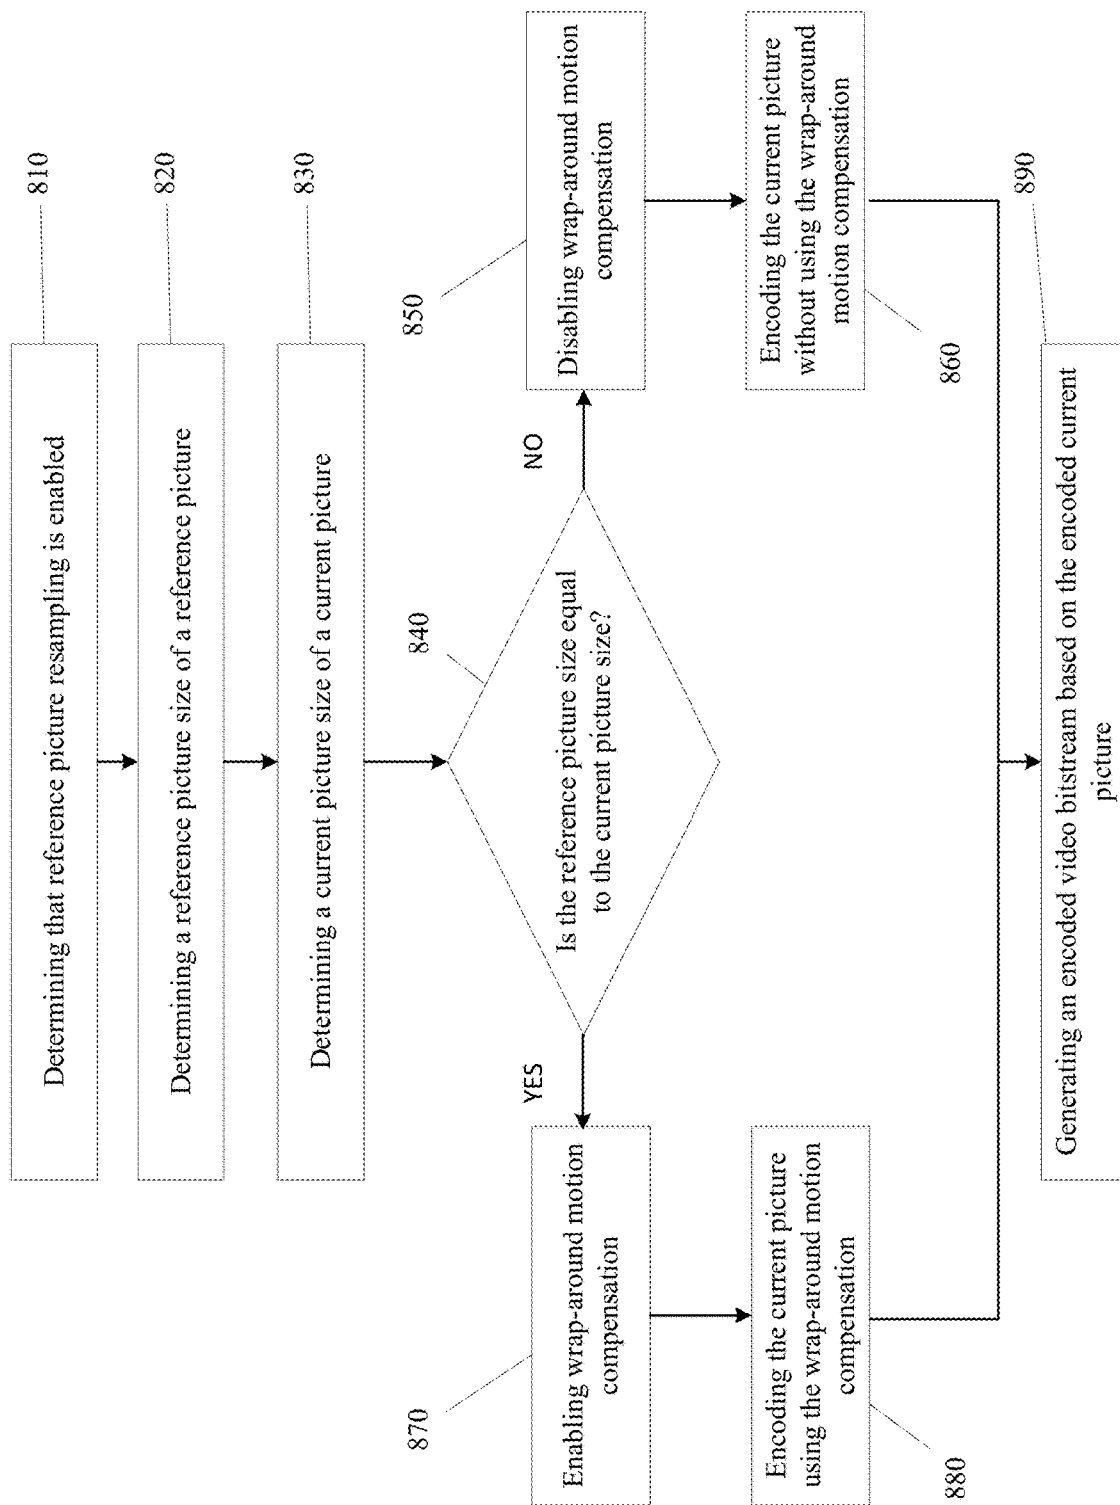 810
Determining that reference picture resampling is enabled
820
Determining a reference picture size of a reference picture
830
Determining a current picture size of a current picture
840
Is the reference picture size equal
to the current picture size?
YES
NO
870
Enabling wrap-around motion
compensation
850
Disabling wrap-around motion
compensation
880
Encoding the current picture
using the wrap-around motion
compensation
860
Encoding the current picture
without using the wrap-around
motion compensation
890
Generating an encoded video bitstream based on the encoded current
picture